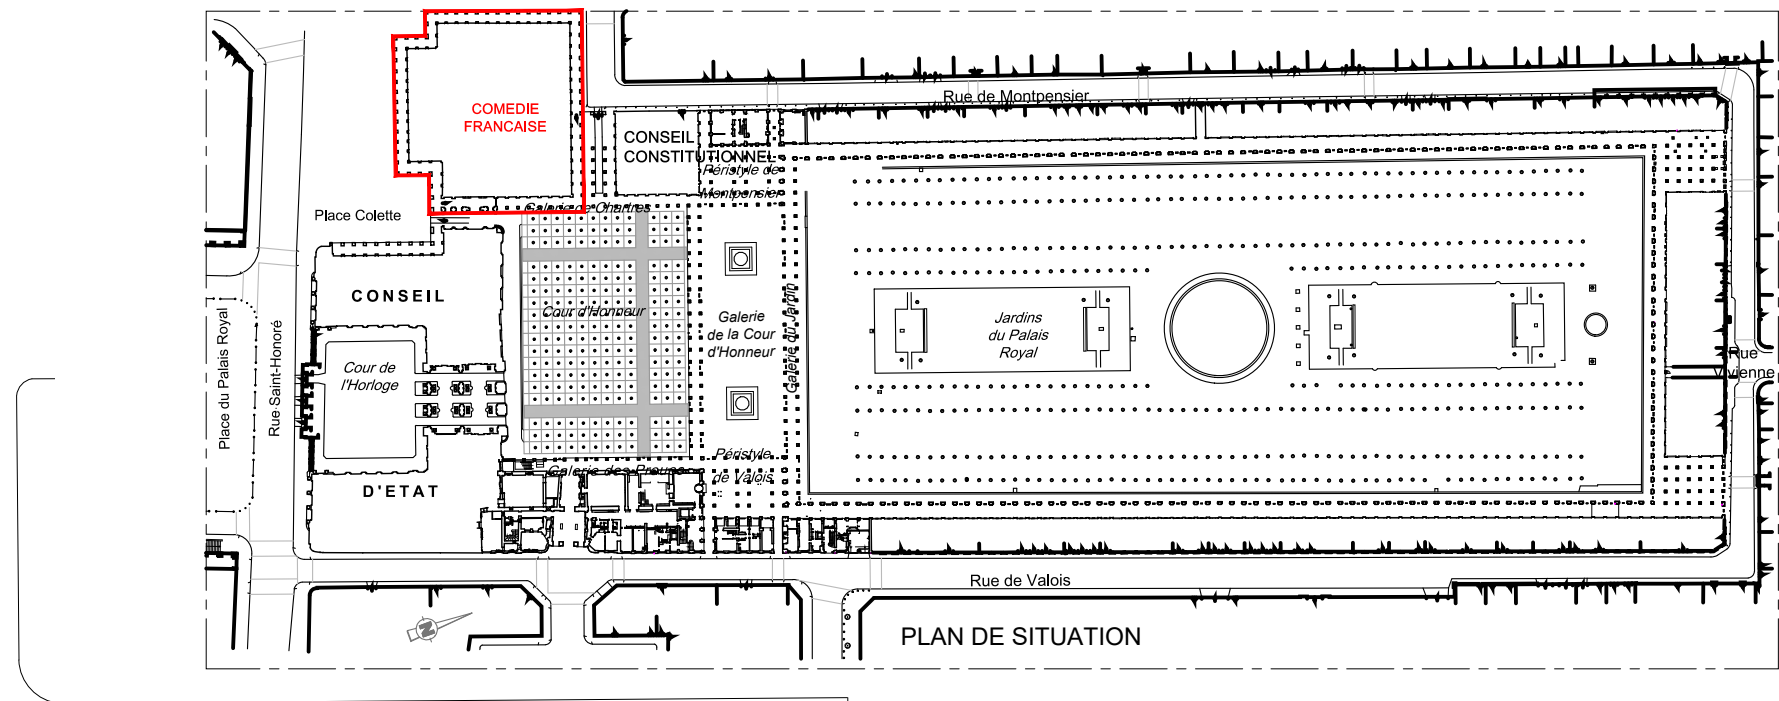 Rue de Montpensier
COMEDIE
FRANCAISE
CONSEIL
CONSTITUTIONNEL
Péristyle de
Montpensier
Galerie de Chartres
Place Colette
CONSEIL
D'ETAT
Cour d'Honneur
Galerie
de la Cour
d'Honneur
Galerie du Jardin
Jardins
du Palais
Royal
Rue
Vivienne
Cour de
l'Horloge
Place du Palais Royal
Rue Saint-Honoré
Péristyle
de Valois
Galerie des Proues
Rue de Valois
N
PLAN DE SITUATION